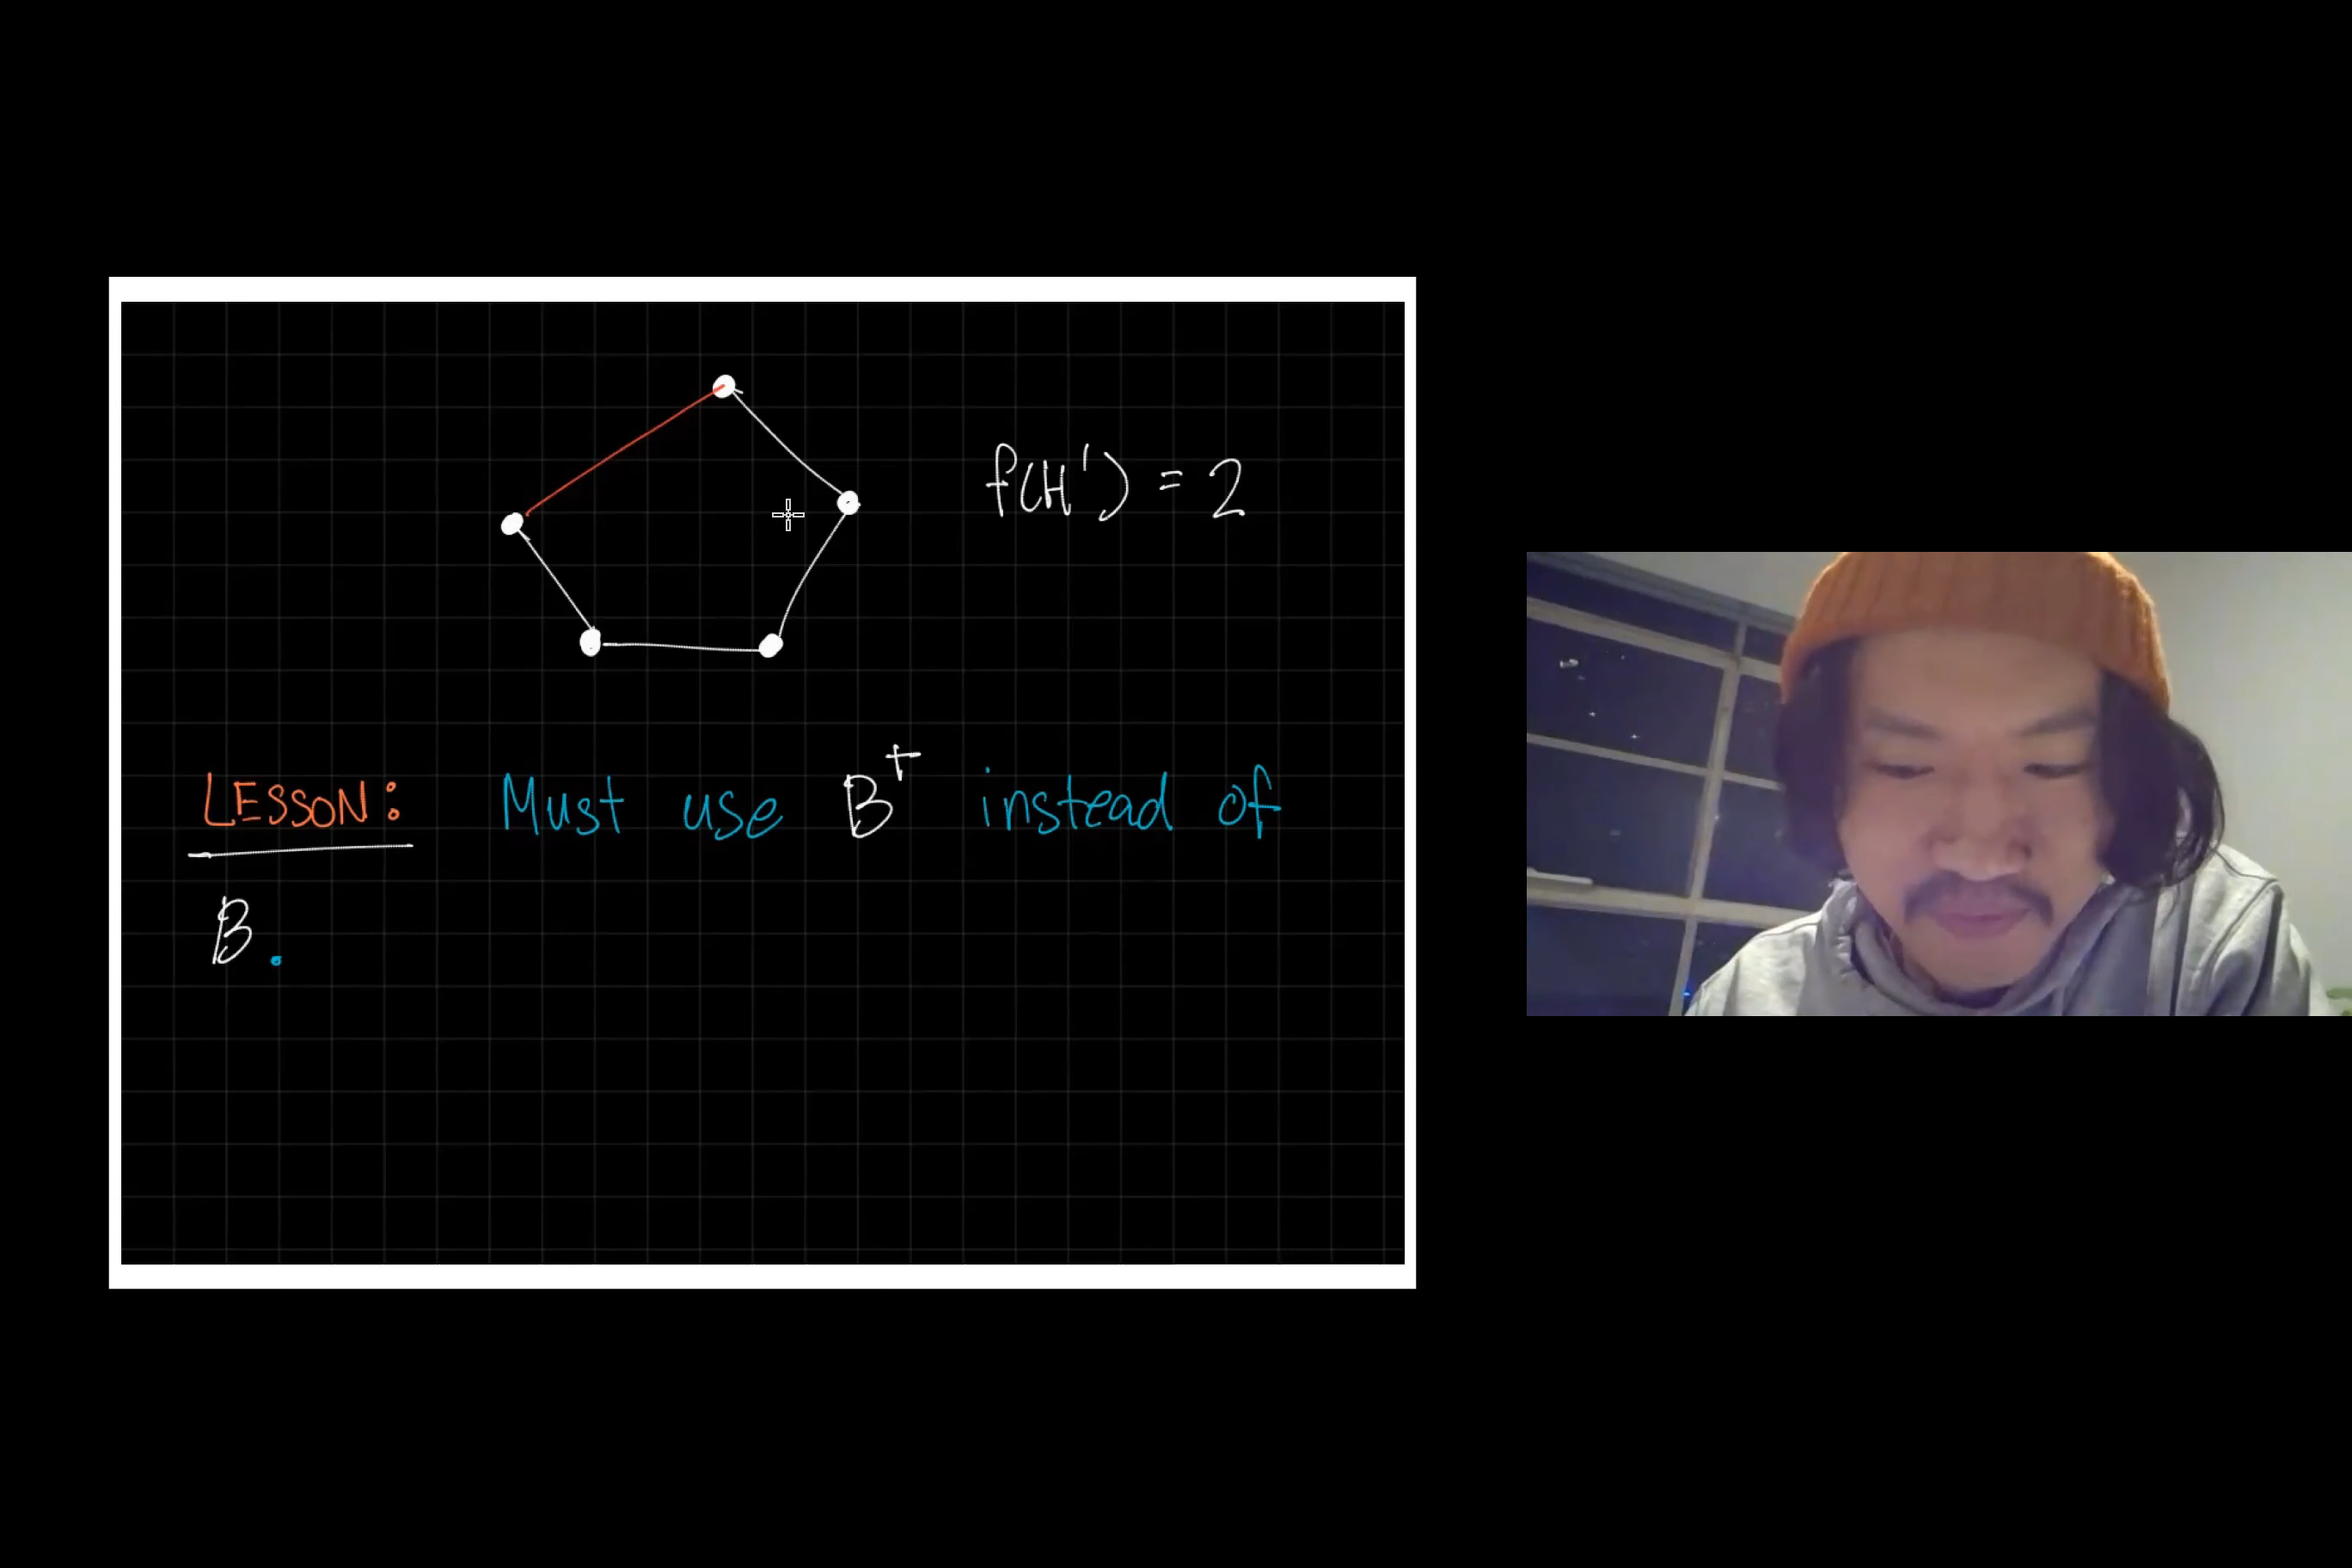 f(H') = 2
LESSON: Must use B⁺ instead of
B.